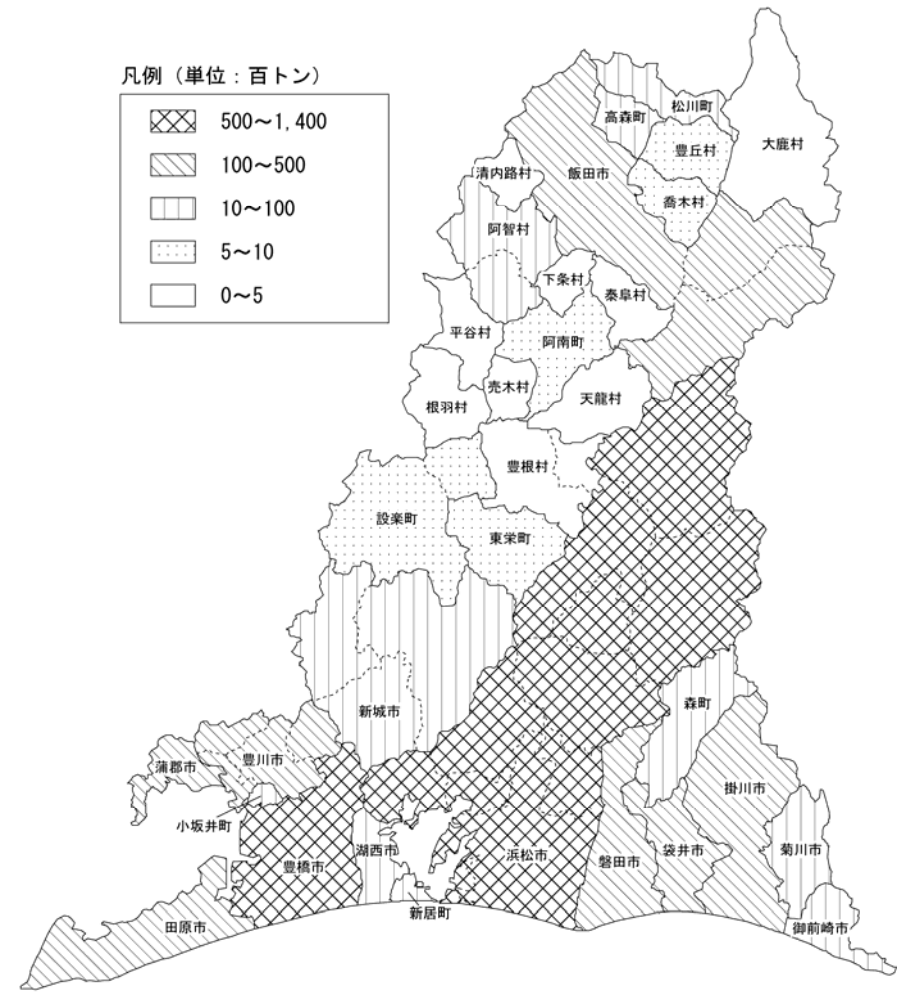 凡例（単位：百トン）
500～1,400
100～500
10～100
5～10
0～5
松川町
高森町
大鹿村
豊丘村
清内路村
飯田市
喬木村
阿智村
下条村
泰阜村
平谷村
阿南町
売木村
天龍村
根羽村
豊根村
設楽町
東栄町
新城市
森町
豊川市
蒲郡市
掛川市
小坂井町
湖西市
浜松市
袋井市
菊川市
豊橋市
磐田市
新居町
田原市
御前崎市